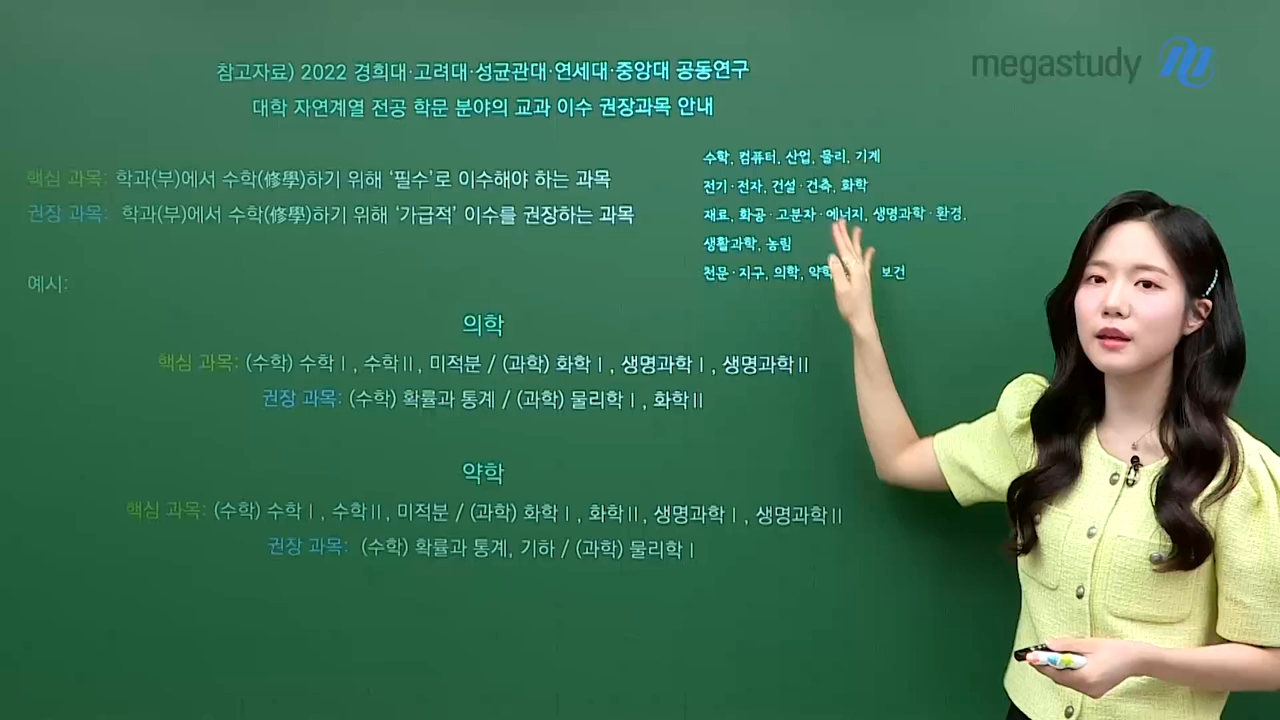 megastudy
참고자료) 2022 경희대·고려대·성균관대·연세대·중앙대 공동연구
대학 자연계열 전공 학문 분야의 교과 이수 권장과목 안내
핵심 과목: 학과(부)에서 수학(修學)하기 위해 '필수'로 이수해야 하는 과목
권장 과목: 학과(부)에서 수학(修學)하기 위해 '가급적' 이수를 권장하는 과목
수학, 컴퓨터, 산업, 물리, 기계
전기·전자, 건설·건축, 화학
재료, 화공·고분자·에너지, 생명과학·환경,
생활과학, 농림
천문·지구, 의학, 약학 보건
예시:
의학
핵심 과목: (수학) 수학Ⅰ, 수학Ⅱ, 미적분 / (과학) 화학Ⅰ, 생명과학Ⅰ, 생명과학Ⅱ
권장 과목: (수학) 확률과 통계 / (과학) 물리학Ⅰ, 화학Ⅱ
약학
핵심 과목: (수학) 수학Ⅰ, 수학Ⅱ, 미적분 / (과학) 화학Ⅰ, 화학Ⅱ, 생명과학Ⅰ, 생명과학Ⅱ
권장 과목: (수학) 확률과 통계, 기하 / (과학) 물리학Ⅰ